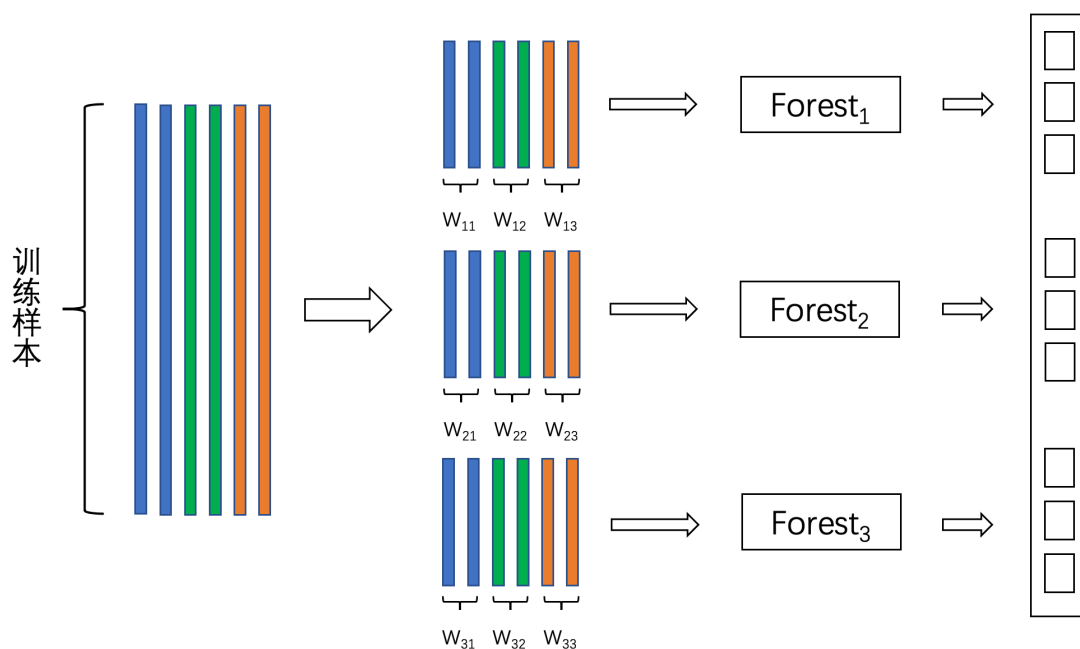 训练样本
W₁₁ W₁₂ W₁₃
Forest₁
W₂₁ W₂₂ W₂₃
Forest₂
W₃₁ W₃₂ W₃₃
Forest₃